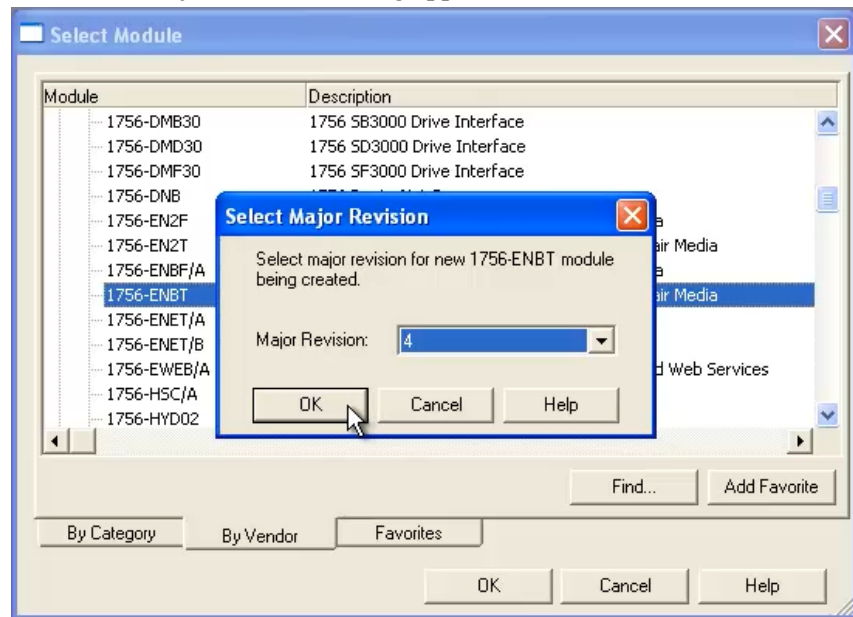 Select Module
Module Description
1756-DMB30 1756 SB3000 Drive Interface
1756-DMD30 1756 SD3000 Drive Interface
1756-DMF30 1756 SF3000 Drive Interface
1756-DNB
1756-EN2F
1756-EN2T air Media
1756-ENBF/A
1756-ENBT air Media
1756-ENET/A
1756-ENET/B
1756-EWEB/A d Web Services
1756-HSC/A
1756-HYD02
Select Major Revision
Select major revision for new 1756-ENBT module
being created.
Major Revision: 4
OK Cancel Help
Find... Add Favorite
By Category By Vendor Favorites
OK Cancel Help